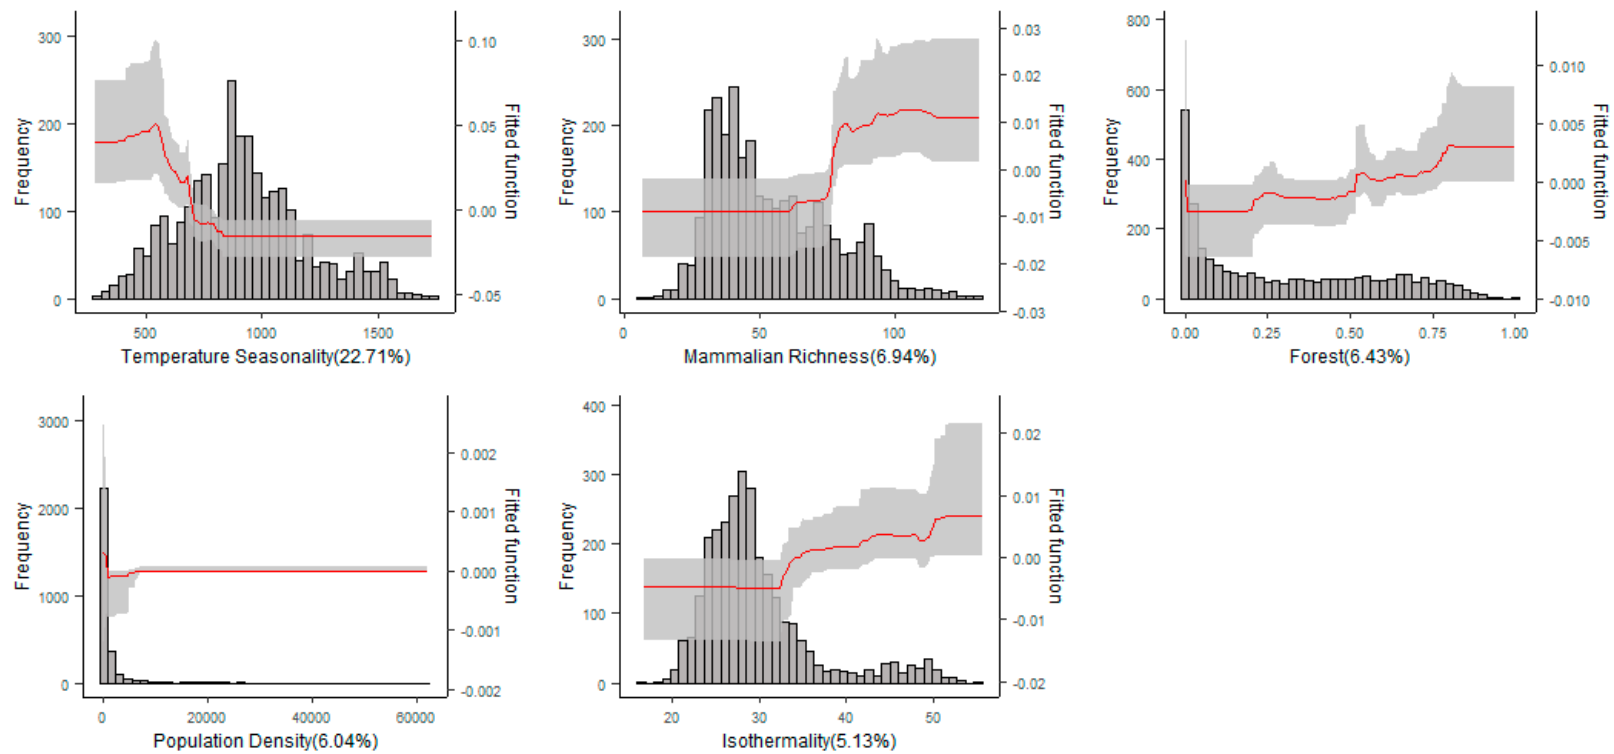 300
200
100
0
Frequency
0.10
0.05
0.00
-0.05
Fitted function
500 1000 1500
Temperature Seasonality(22.71%)
300
200
100
0
Frequency
0.03
0.02
0.01
0.00
-0.01
-0.02
-0.03
Fitted function
0 50 100
Mammalian Richness(6.94%)
800
600
400
200
0
Frequency
0.010
0.005
0.000
-0.005
-0.010
Fitted function
0.00 0.25 0.50 0.75 1.00
Forest(6.43%)
3000
2000
1000
0
Frequency
0.002
0.001
0.000
-0.001
-0.002
Fitted function
0 20000 40000 60000
Population Density(6.04%)
400
300
200
100
0
Frequency
0.02
0.01
0.00
-0.01
-0.02
Fitted function
20 30 40 50
Isothermality(5.13%)